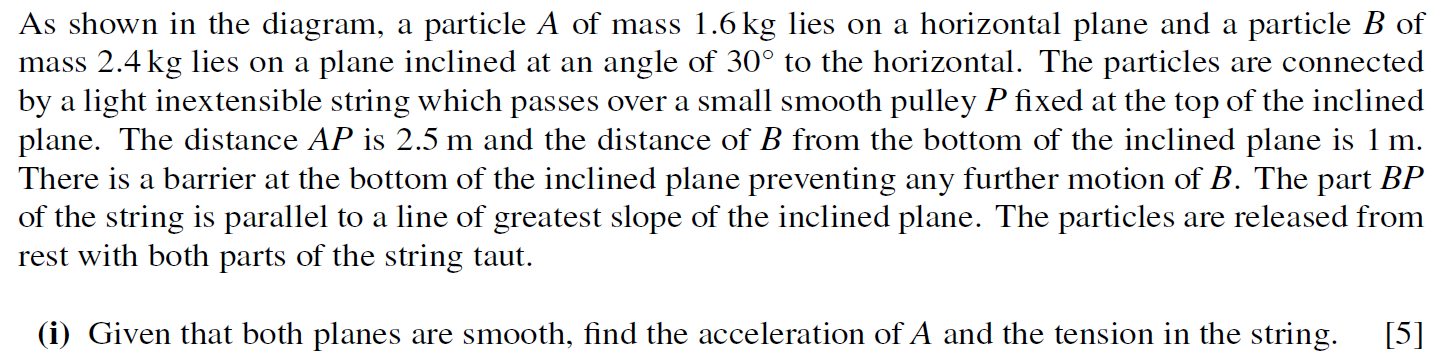 As shown in the diagram, a particle A of mass 1.6 kg lies on a horizontal plane and a particle B of
mass 2.4 kg lies on a plane inclined at an angle of 30° to the horizontal. The particles are connected
by a light inextensible string which passes over a small smooth pulley P fixed at the top of the inclined
plane. The distance AP is 2.5 m and the distance of B from the bottom of the inclined plane is 1 m.
There is a barrier at the bottom of the inclined plane preventing any further motion of B. The part BP
of the string is parallel to a line of greatest slope of the inclined plane. The particles are released from
rest with both parts of the string taut.
(i) Given that both planes are smooth, find the acceleration of A and the tension in the string. [5]